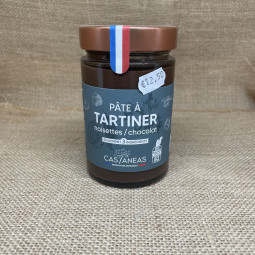 €12,50
PÂTE À
TARTINER
noisettes / chocolat
CASTANEAS